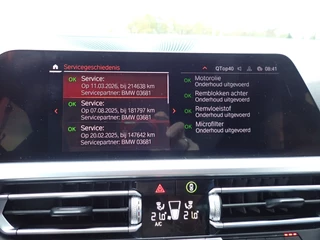 Servicegeschiedenis
QTop40
08:41
OK Service:
Op 11.03.2026, bij 214638 km
Servicepartner: BMW 03681
OK Service:
Op 07.08.2025, bij 181797 km
Servicepartner: BMW 03681
OK Service:
Op 20.02.2025, bij 147642 km
Servicepartner: BMW 03681
OK Motorolie
Onderhoud uitgevoerd
OK Remblokken achter
Onderhoud uitgevoerd
OK Remvloeistof
Onderhoud uitgevoerd
OK Microfilter
Onderhoud uitgevoerd
A/C